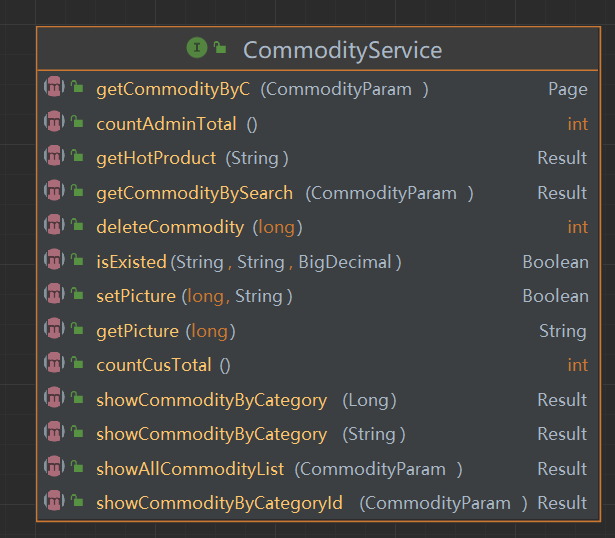 CommodityService
getCommodityByC (CommodityParam ) Page
countAdminTotal () int
getHotProduct (String) Result
getCommodityBySearch (CommodityParam ) Result
deleteCommodity (long) int
isExisted(String, String, BigDecimal) Boolean
setPicture (long, String) Boolean
getPicture (long) String
countCusTotal () int
showCommodityByCategory (Long) Result
showCommodityByCategory (String) Result
showAllCommodityList (CommodityParam ) Result
showCommodityByCategoryId (CommodityParam ) Result